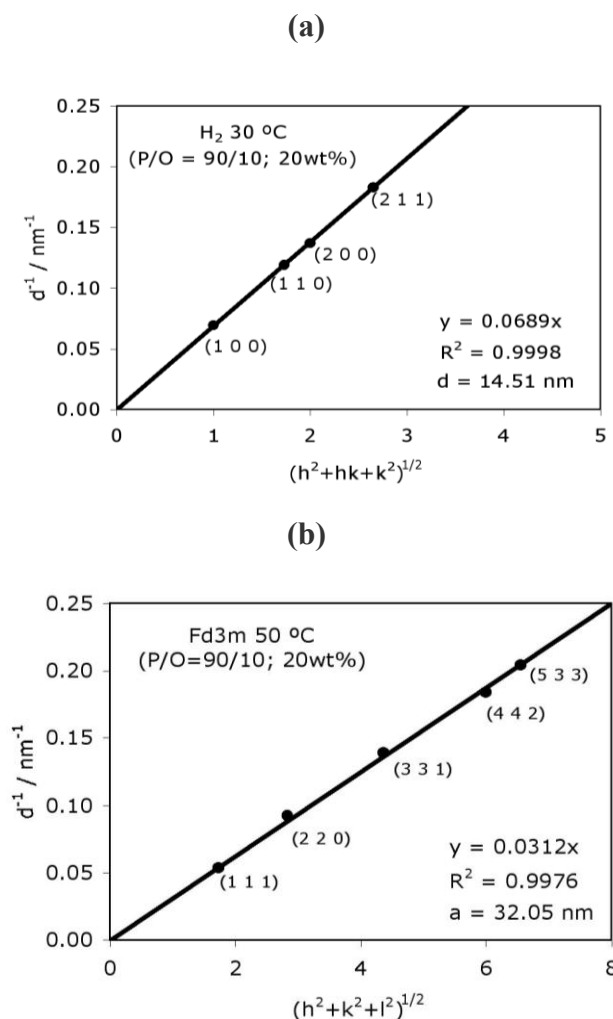 (a)
0.25
H₂ 30 ºC
(P/O = 90/10; 20wt%)
0.20
(2 1 1)
d⁻¹ / nm⁻¹
0.15
(2 0 0)
(1 1 0)
0.10
y = 0.0689x
(1 0 0)
R² = 0.9998
0.05
d = 14.51 nm
0.00
0 1 2 3 4 5
(h²+hk+k²)¹/²
(b)
0.25
Fd3m 50 ºC
(P/O=90/10; 20wt%)
0.20
(5 3 3)
(4 4 2)
d⁻¹ / nm⁻¹
0.15
(3 3 1)
0.10
(2 2 0)
y = 0.0312x
0.05
(1 1 1)
R² = 0.9976
a = 32.05 nm
0.00
0 2 4 6 8
(h²+k²+l²)¹/²